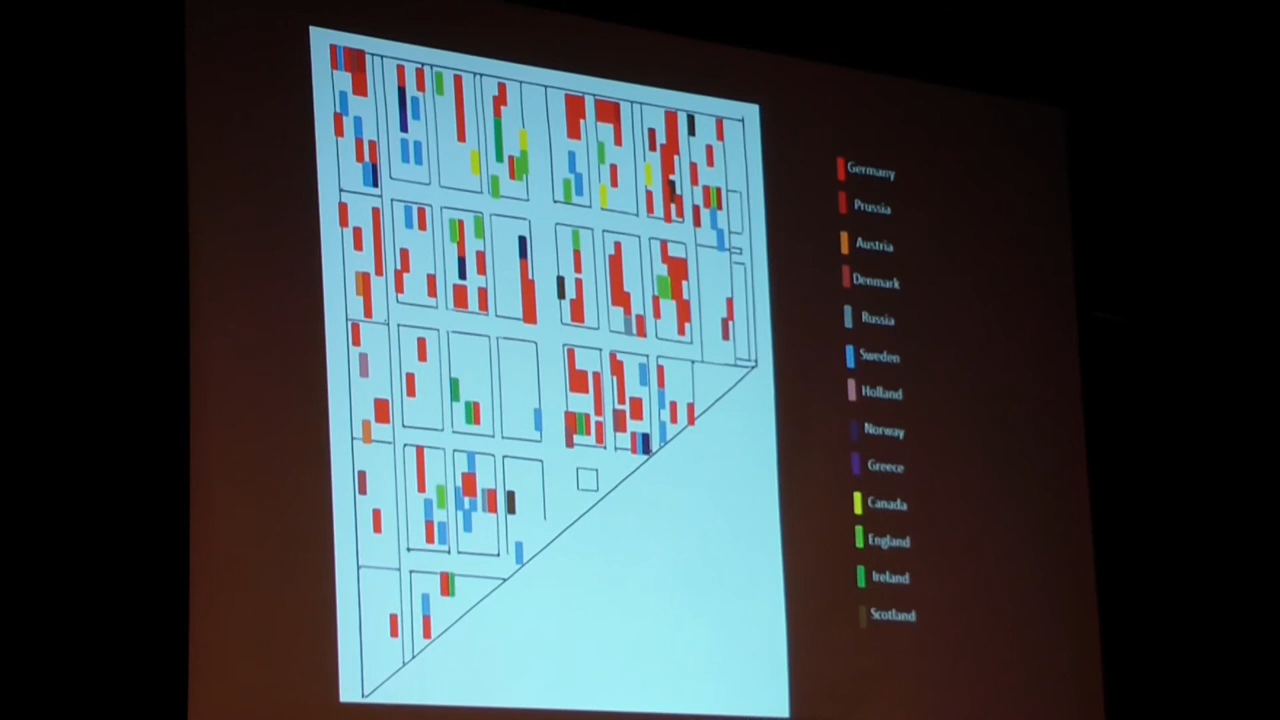 Germany
Prussia
Austria
Denmark
Russia
Sweden
Holland
Norway
Greece
Canada
England
Ireland
Scotland